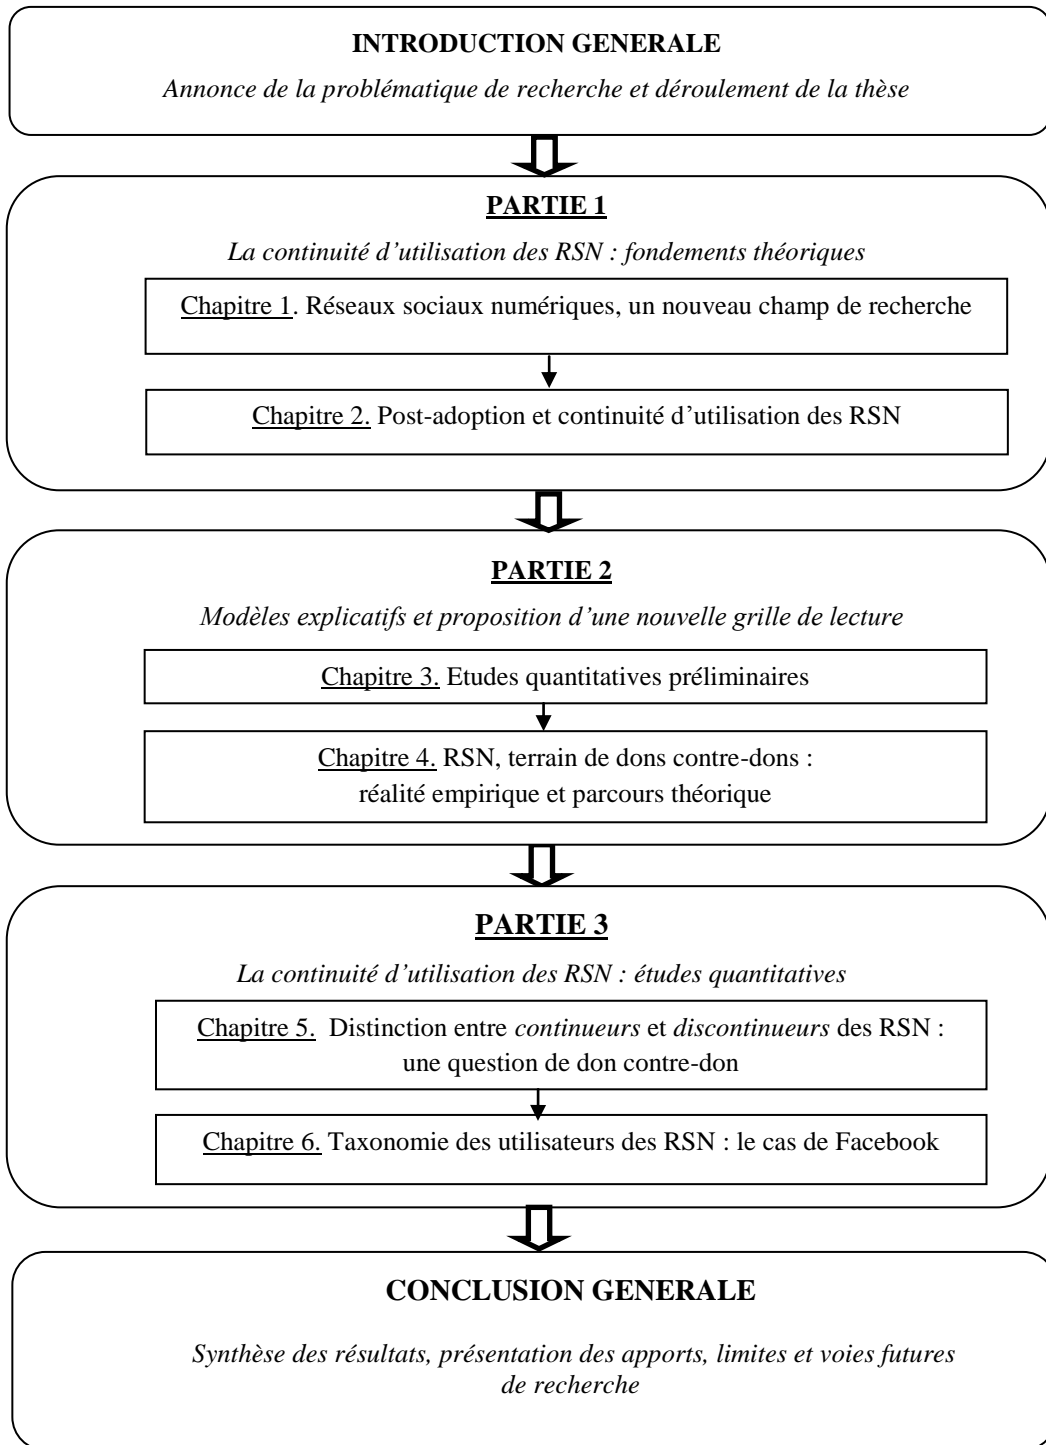 INTRODUCTION GENERALE
Annonce de la problématique de recherche et déroulement de la thèse
PARTIE 1
La continuité d’utilisation des RSN : fondements théoriques
Chapitre 1. Réseaux sociaux numériques, un nouveau champ de recherche
Chapitre 2. Post-adoption et continuité d’utilisation des RSN
PARTIE 2
Modèles explicatifs et proposition d’une nouvelle grille de lecture
Chapitre 3. Etudes quantitatives préliminaires
Chapitre 4. RSN, terrain de dons contre-dons :
réalité empirique et parcours théorique
PARTIE 3
La continuité d’utilisation des RSN : études quantitatives
Chapitre 5. Distinction entre continueurs et discontinueurs des RSN :
une question de don contre-don
Chapitre 6. Taxonomie des utilisateurs des RSN : le cas de Facebook
CONCLUSION GENERALE
Synthèse des résultats, présentation des apports, limites et voies futures
de recherche